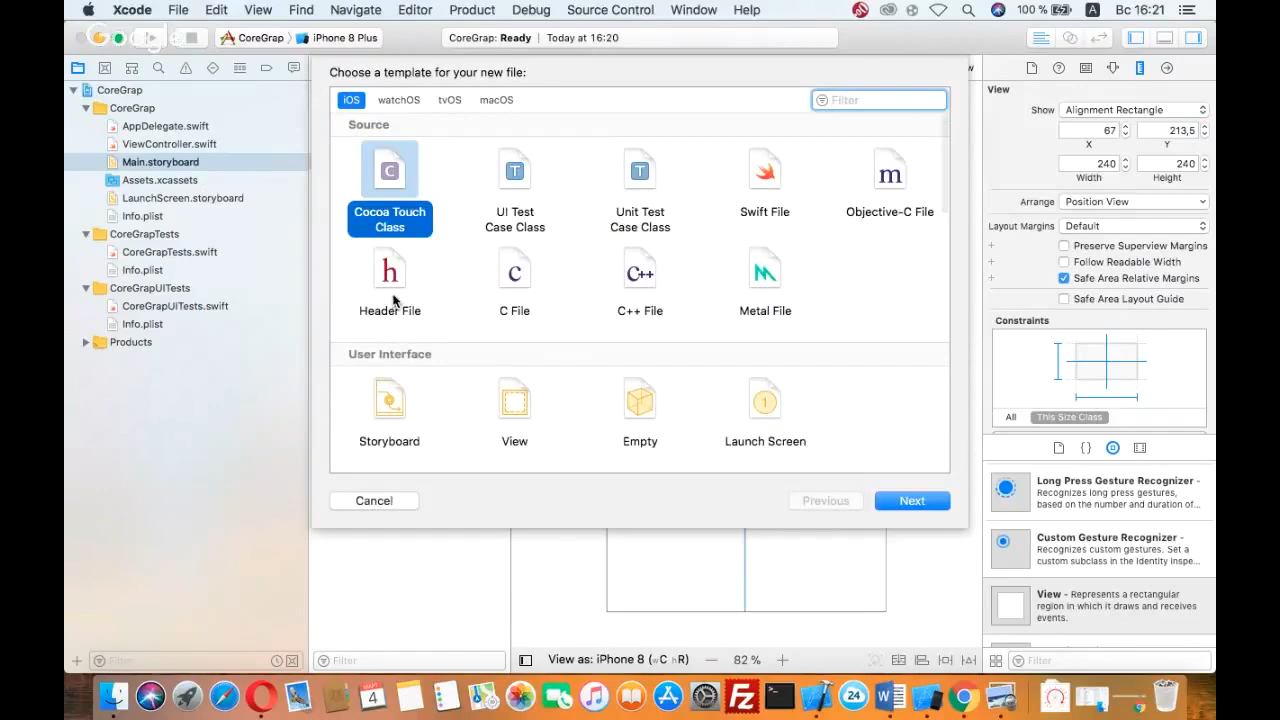 Xcode File Edit View Find Navigate Editor Product Debug Source Control Window Help 100 % A Вс 16:21
CoreGrap iPhone 8 Plus
CoreGrap: Ready Today at 16:20
Choose a template for your new file:
iOS watchOS tvOS macOS
Filter
Source
Cocoa Touch
Class
UI Test
Case Class
Unit Test
Case Class
Swift File
Objective-C File
Header File
C File
C++ File
Metal File
User Interface
Storyboard
View
Empty
Launch Screen
Cancel
Previous
Next
CoreGrap
CoreGrap
AppDelegate.swift
ViewController.swift
Main.storyboard
Assets.xcassets
LaunchScreen.storyboard
Info.plist
CoreGrapTests
CoreGrapTests.swift
Info.plist
CoreGrapUITests
CoreGrapUITests.swift
Info.plist
Products
Filter
Filter
View as: iPhone 8 (wC hR)
82 %
View
Show Alignment Rectangle
67 213,5
X Y
240 240
Width Height
Arrange Position View
Layout Margins Default
Preserve Superview Margins
Follow Readable Width
Safe Area Relative Margins
Safe Area Layout Guide
Constraints
All This Size Class
Long Press Gesture Recognizer -
Recognizes long press gestures,
based on the number and duration of...
Custom Gesture Recognizer -
Recognizes custom gestures. Set a
custom subclass in the Identity inspe...
View - Represents a rectangular
region in which it draws and receives
events.
Filter
МАРТ
4
24